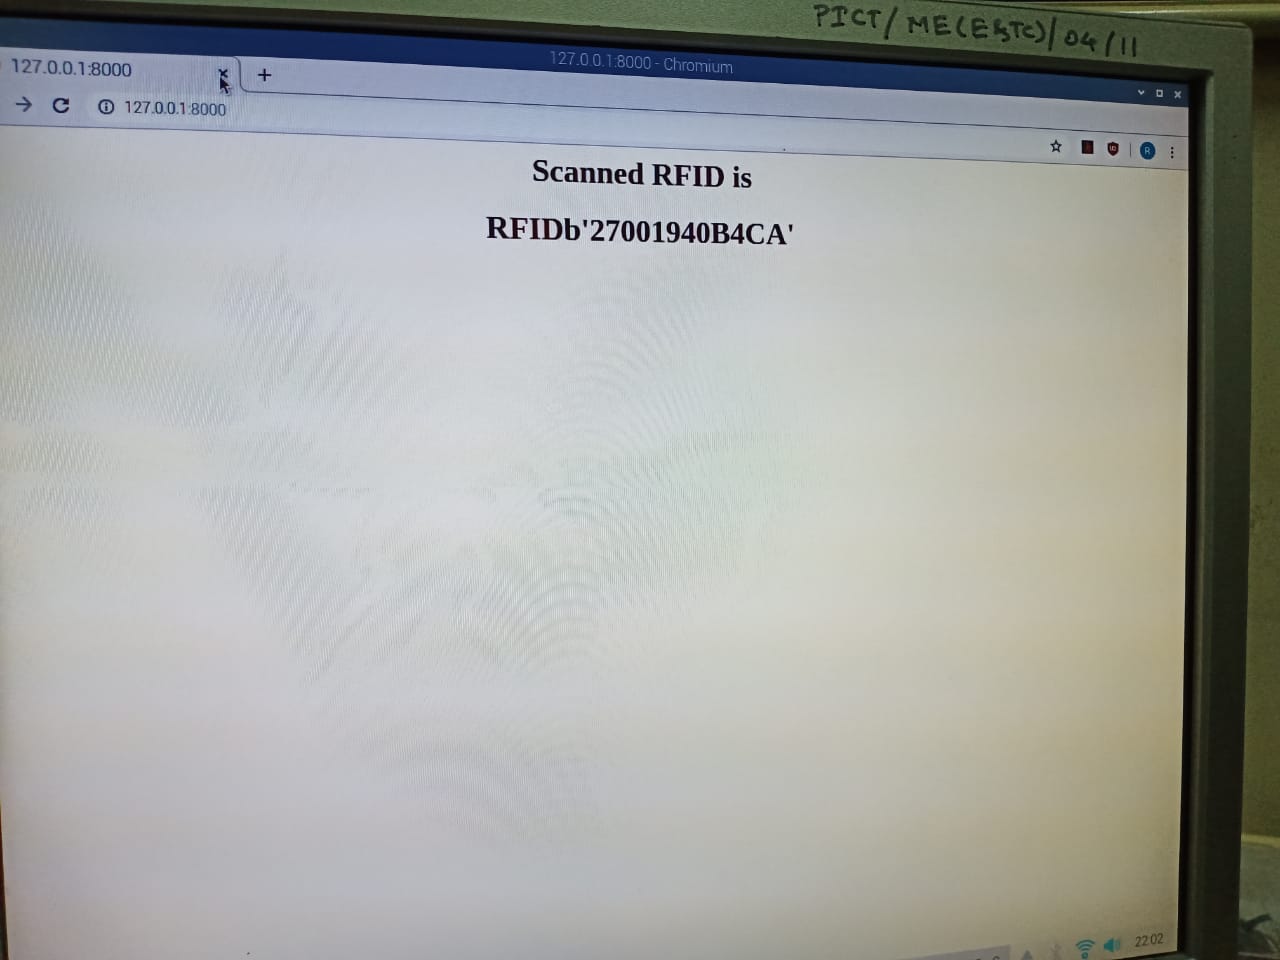 PICT/ME(E&TC)/04/11
127.0.0.1:8000 - Chromium
127.0.0.1:8000
127.0.0.1:8000
R
Scanned RFID is
RFIDb'27001940B4CA'
22:02